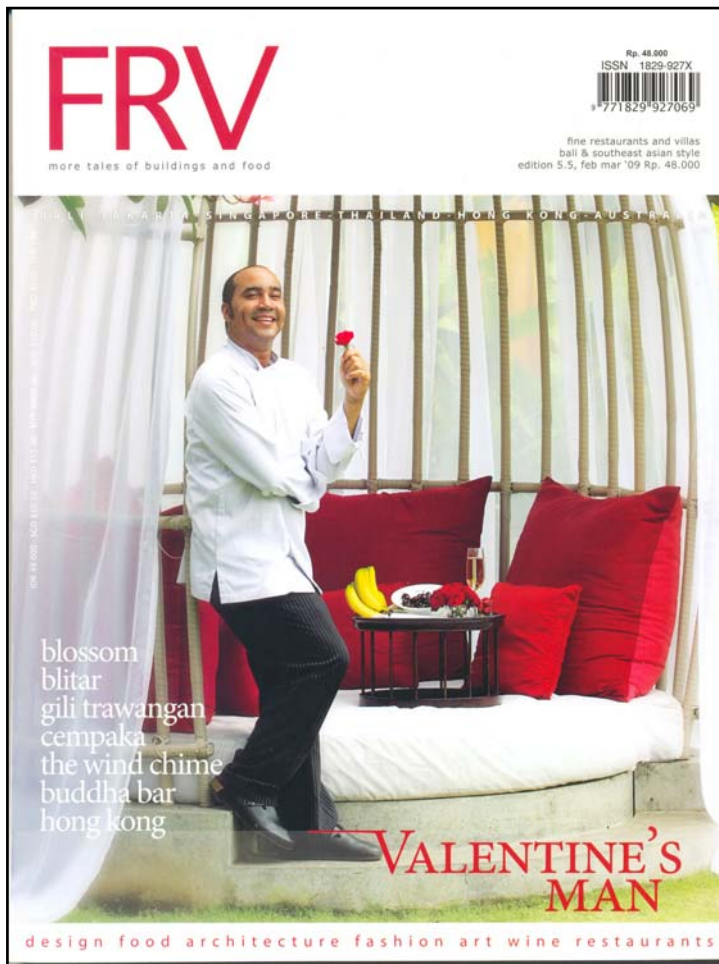 FRV
more tales of buildings and food
Rp. 48.000
ISSN 1829-927X
9 771829 927069
fine restaurants and villas
bali & southeast asian style
edition 5.5, feb mar '09 Rp. 48.000
BALI JAKARTA SINGAPORE-THAILAND-HONG KONG-AUSTRALIA
blossom
blitar
gili trawangan
cempaka
the wind chime
buddha bar
hong kong
VALENTINE'S
MAN
design food architecture fashion art wine restaurants